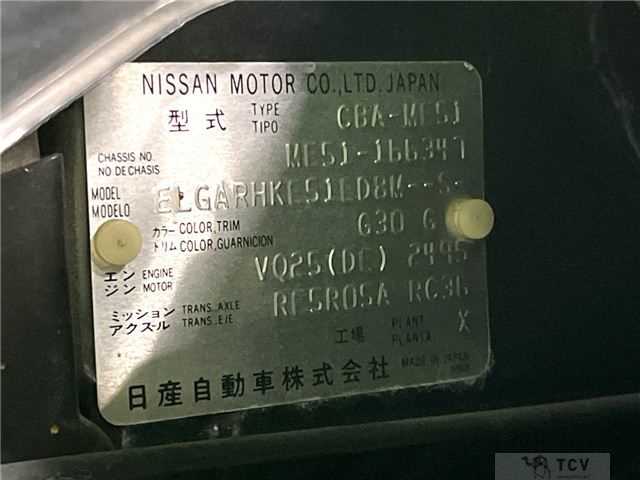 NISSAN MOTOR CO.,LTD.JAPAN
型式 TYPE TIPO CBA-ME51
CHASSIS NO. NO DE CHASIS ME51-166347
MODEL MODELO ELGARHKE51ED8M--S-
カラー COLOR,TRIM トリム COLOR,GUARNICION G30 G
エンジン ENGINE MOTOR VQ25(DE) 2495
ミッション アクスル TRANS.,AXLE TRANS.,EJE RE5R05A RC36
工場 PLANT PLANTA X
MADE IN JAPAN
日産自動車株式会社
TCV